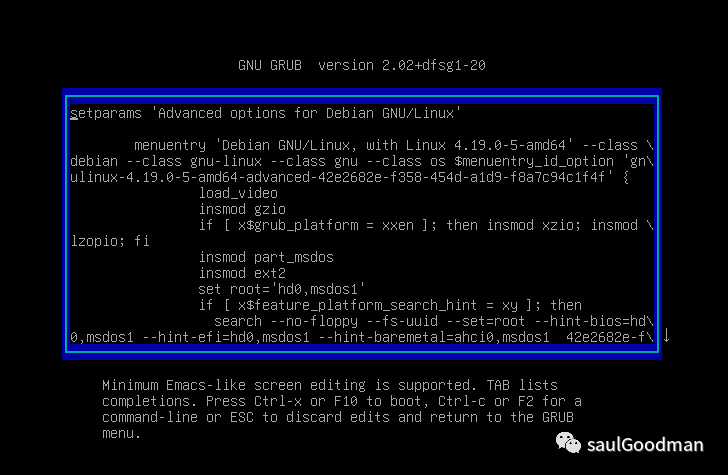 GNU GRUB  version 2.02+dfsg1-20
setparams 'Advanced options for Debian GNU/Linux'
menuentry 'Debian GNU/Linux, with Linux 4.19.0-5-amd64' --class \
debian --class gnu-linux --class gnu --class os $menuentry_id_option 'gn\
ulinux-4.19.0-5-amd64-advanced-42e2682e-f358-454d-a1d9-f8a7c94c1f4f' {
load_video
insmod gzio
if [ x$grub_platform = xxen ]; then insmod xzio; insmod \
lzopio; fi
insmod part_msdos
insmod ext2
set root='hd0,msdos1'
if [ x$feature_platform_search_hint = xy ]; then
search --no-floppy --fs-uuid --set=root --hint-bios=hd\
0,msdos1 --hint-efi=hd0,msdos1 --hint-baremetal=ahci0,msdos1  42e2682e-f\ ↓
Minimum Emacs-like screen editing is supported. TAB lists
completions. Press Ctrl-x or F10 to boot, Ctrl-c or F2 for a
command-line or ESC to discard edits and return to the GRUB
menu.
saulGoodman